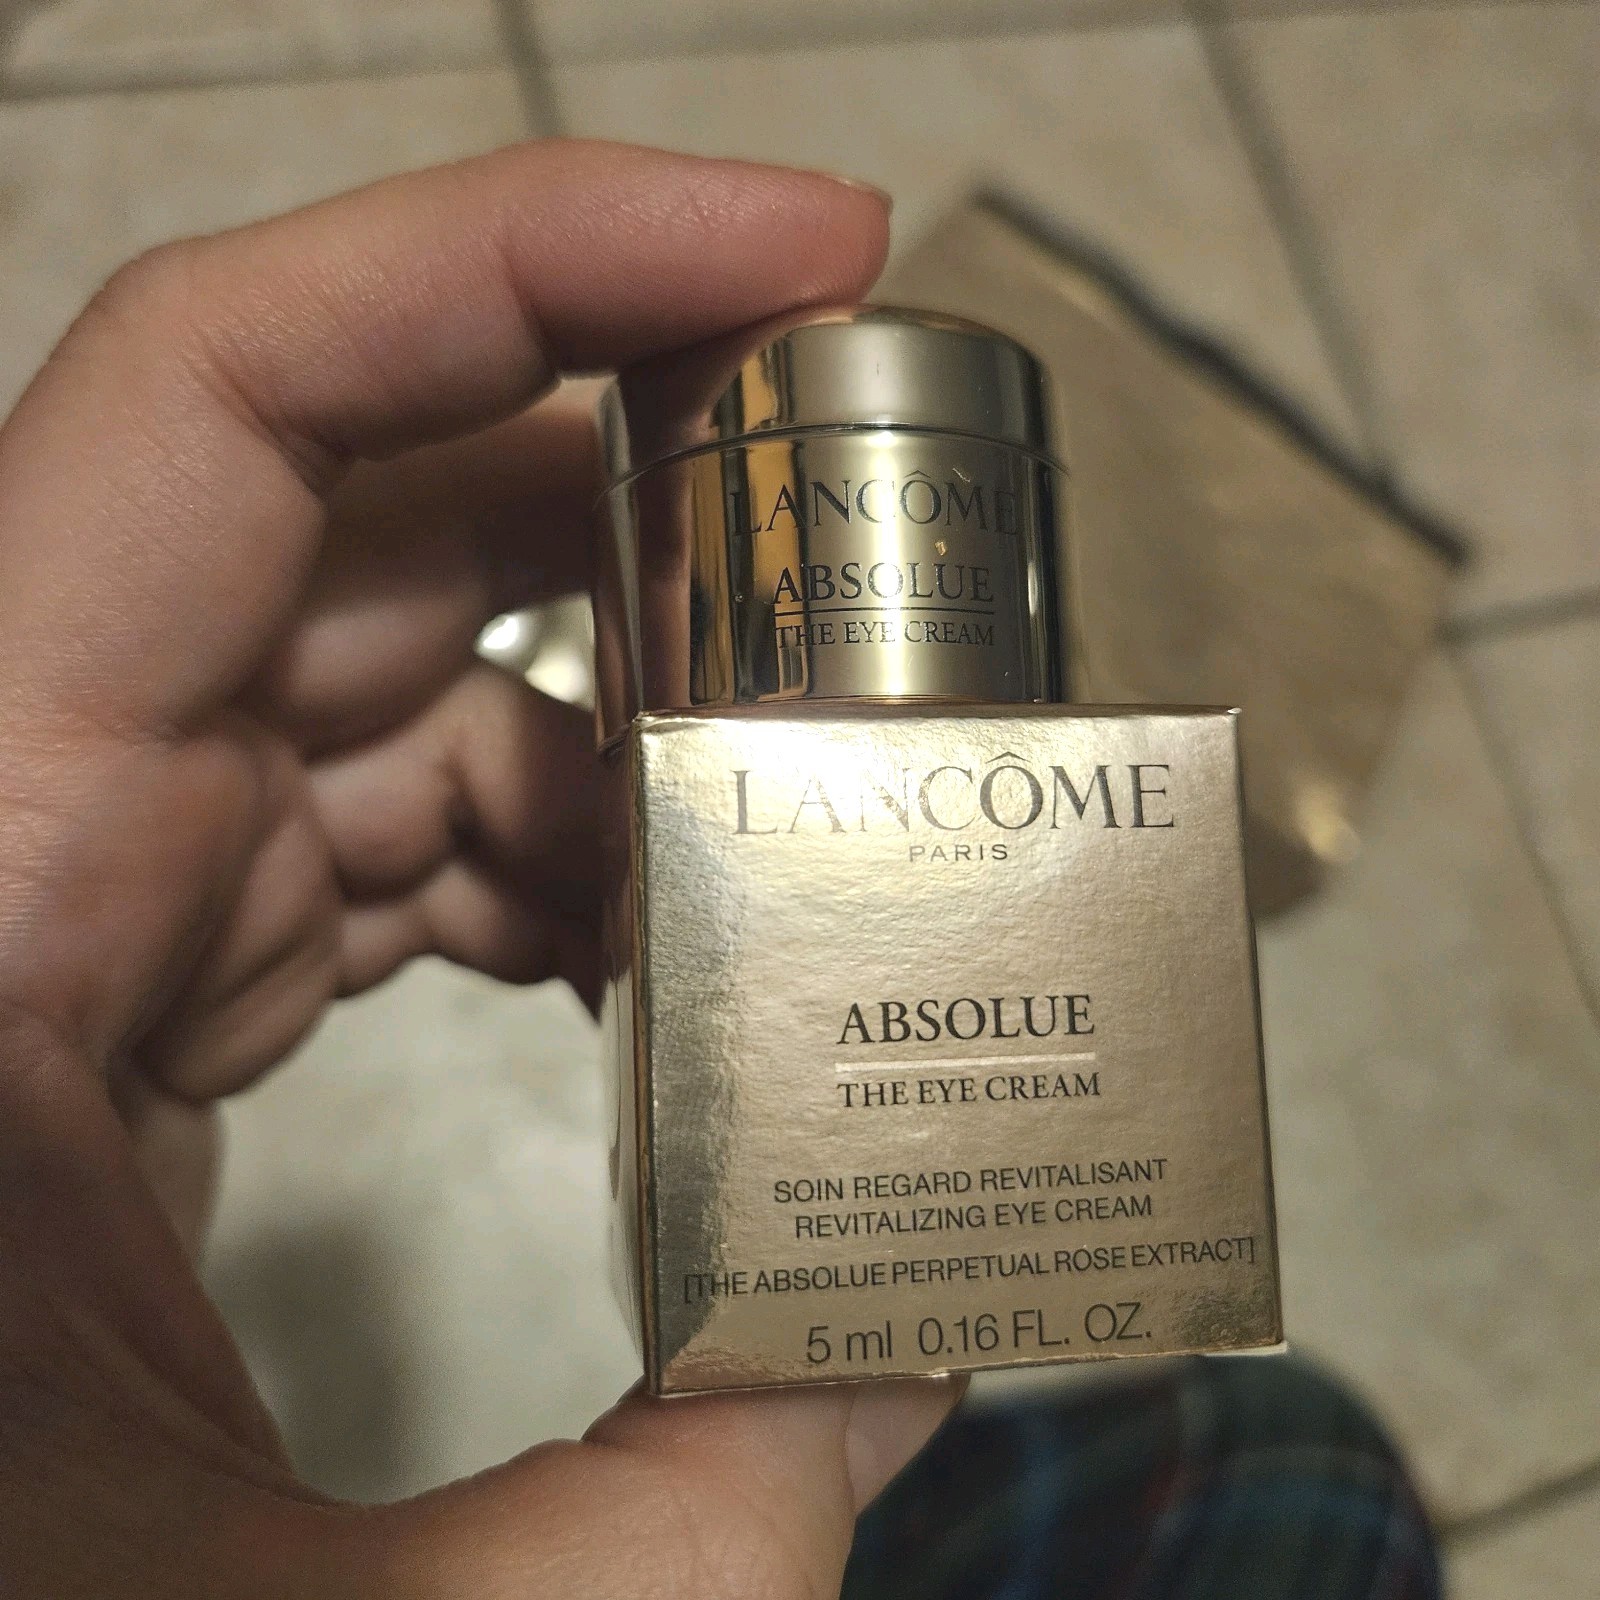 LANCÔME
ABSOLUE
THE EYE CREAM
LANCÔME
PARIS
ABSOLUE
THE EYE CREAM
SOIN REGARD REVITALISANT
REVITALIZING EYE CREAM
[THE ABSOLUE PERPETUAL ROSE EXTRACT]
5 ml 0.16 FL. OZ.